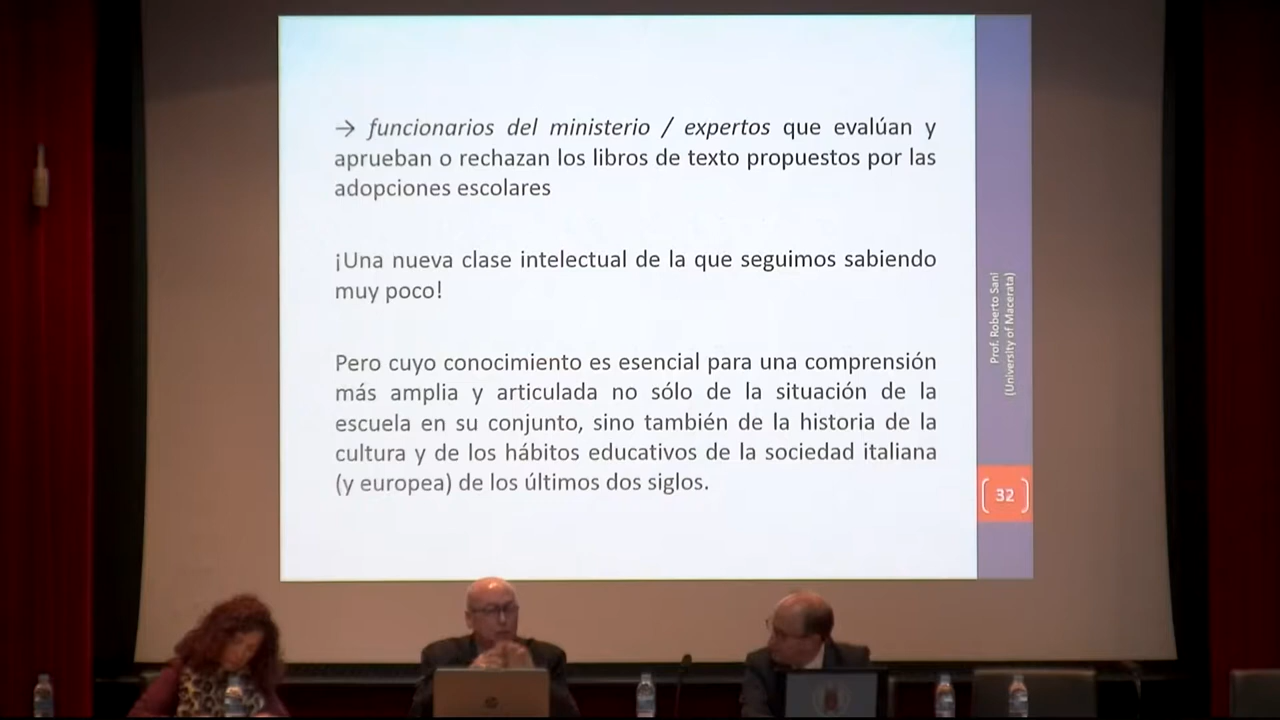 → funcionarios del ministerio / expertos que evalúan y
aprueban o rechazan los libros de texto propuestos por las
adopciones escolares
¡Una nueva clase intelectual de la que seguimos sabiendo
muy poco!
Pero cuyo conocimiento es esencial para una comprensión
más amplia y articulada no sólo de la situación de la
escuela en su conjunto, sino también de la historia de la
cultura y de los hábitos educativos de la sociedad italiana
(y europea) de los últimos dos siglos.
Prof. Roberto Sani
(University of Macerata)
32
hp